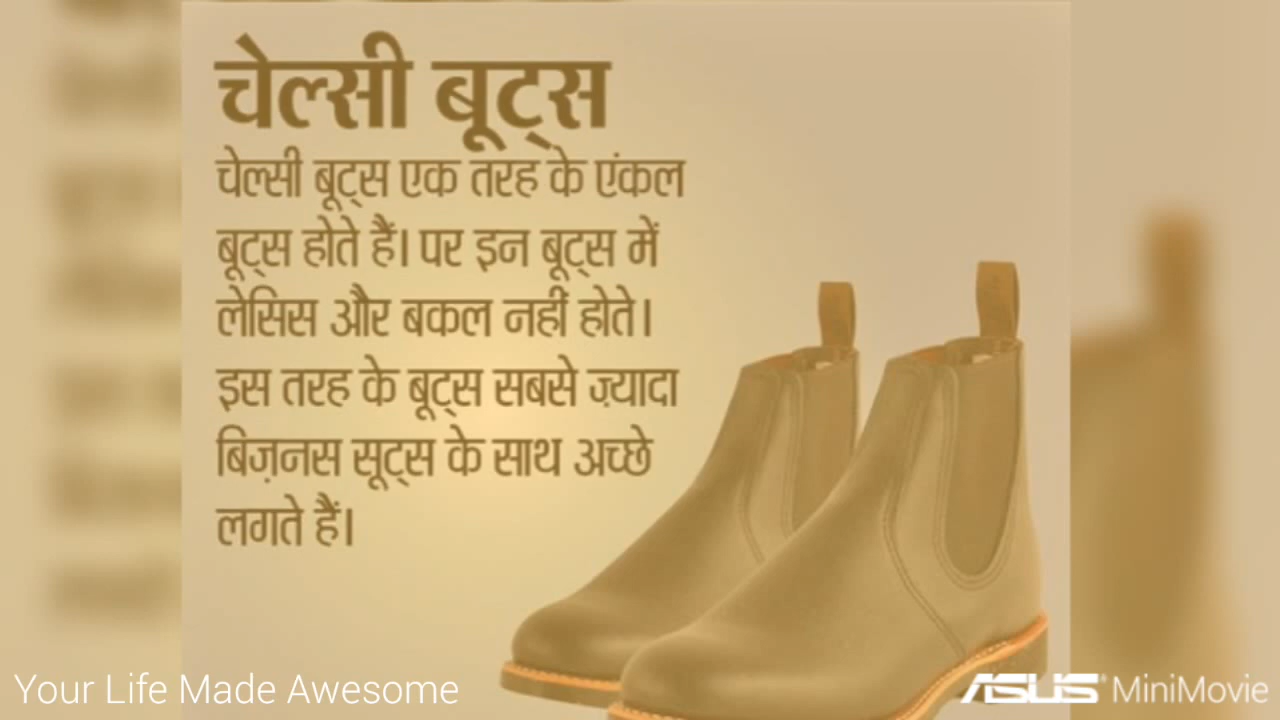 चेल्सी बूट्स
चेल्सी बूट्स एक तरह के एंकल
बूट्स होते हैं। पर इन बूट्स में
लेसिस और बकल नहीं होते।
इस तरह के बूट्स सबसे ज़्यादा
बिज़नस सूट्स के साथ अच्छे
लगते हैं।
Your Life Made Awesome
ASUS MiniMovie